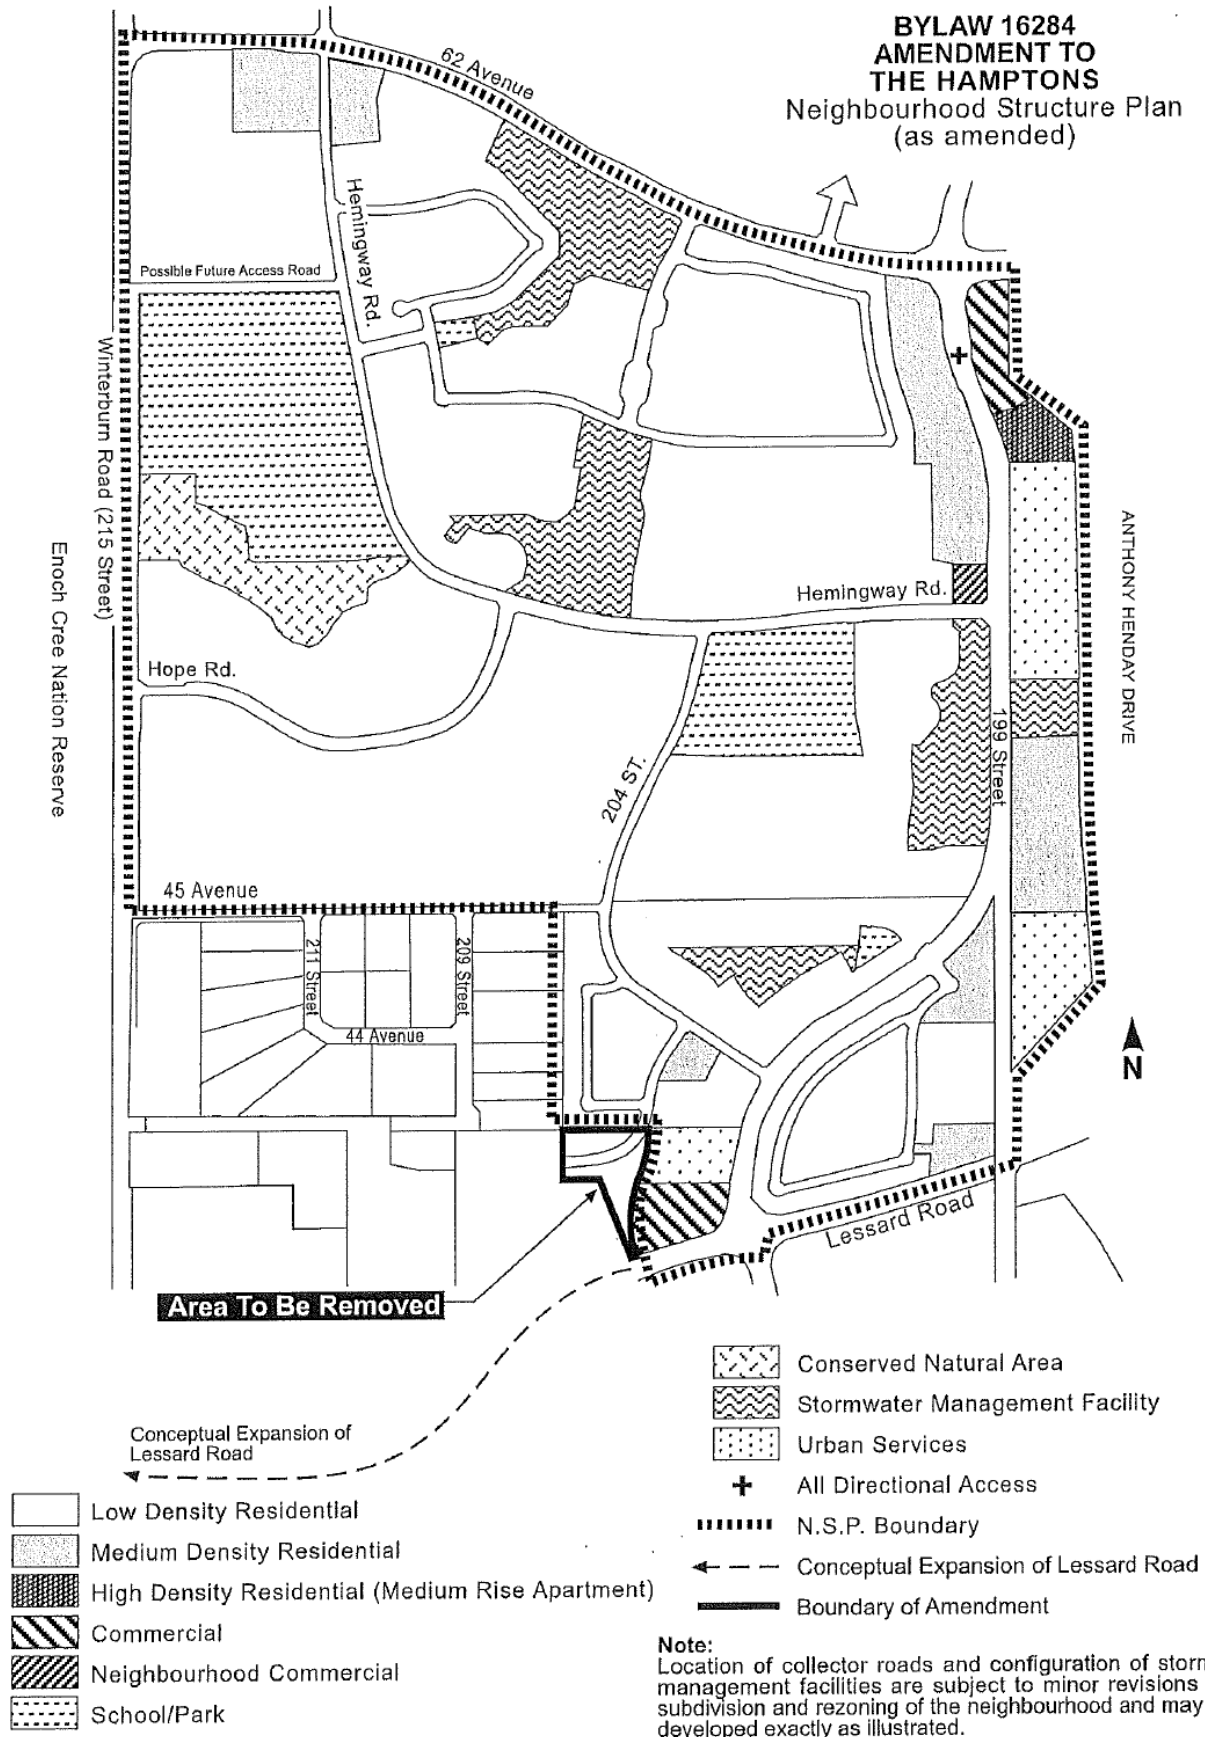 BYLAW 16284
AMENDMENT TO
THE HAMPTONS
Neighbourhood Structure Plan
(as amended)
62 Avenue
Hemingway Rd.
Possible Future Access Road
Winterburn Road (215 Street)
Enoch Cree Nation Reserve
ANTHONY HENDAY DRIVE
Hemingway Rd.
Hope Rd.
199 Street
204 ST.
45 Avenue
211 Street
209 Street
44 Avenue
N
Lessard Road
Area To Be Removed
Conceptual Expansion of
Lessard Road
Low Density Residential
Medium Density Residential
High Density Residential (Medium Rise Apartment)
Commercial
Neighbourhood Commercial
School/Park
Conserved Natural Area
Stormwater Management Facility
Urban Services
All Directional Access
N.S.P. Boundary
Conceptual Expansion of Lessard Road
Boundary of Amendment
Note:
Location of collector roads and configuration of storm
management facilities are subject to minor revisions
subdivision and rezoning of the neighbourhood and may
developed exactly as illustrated.